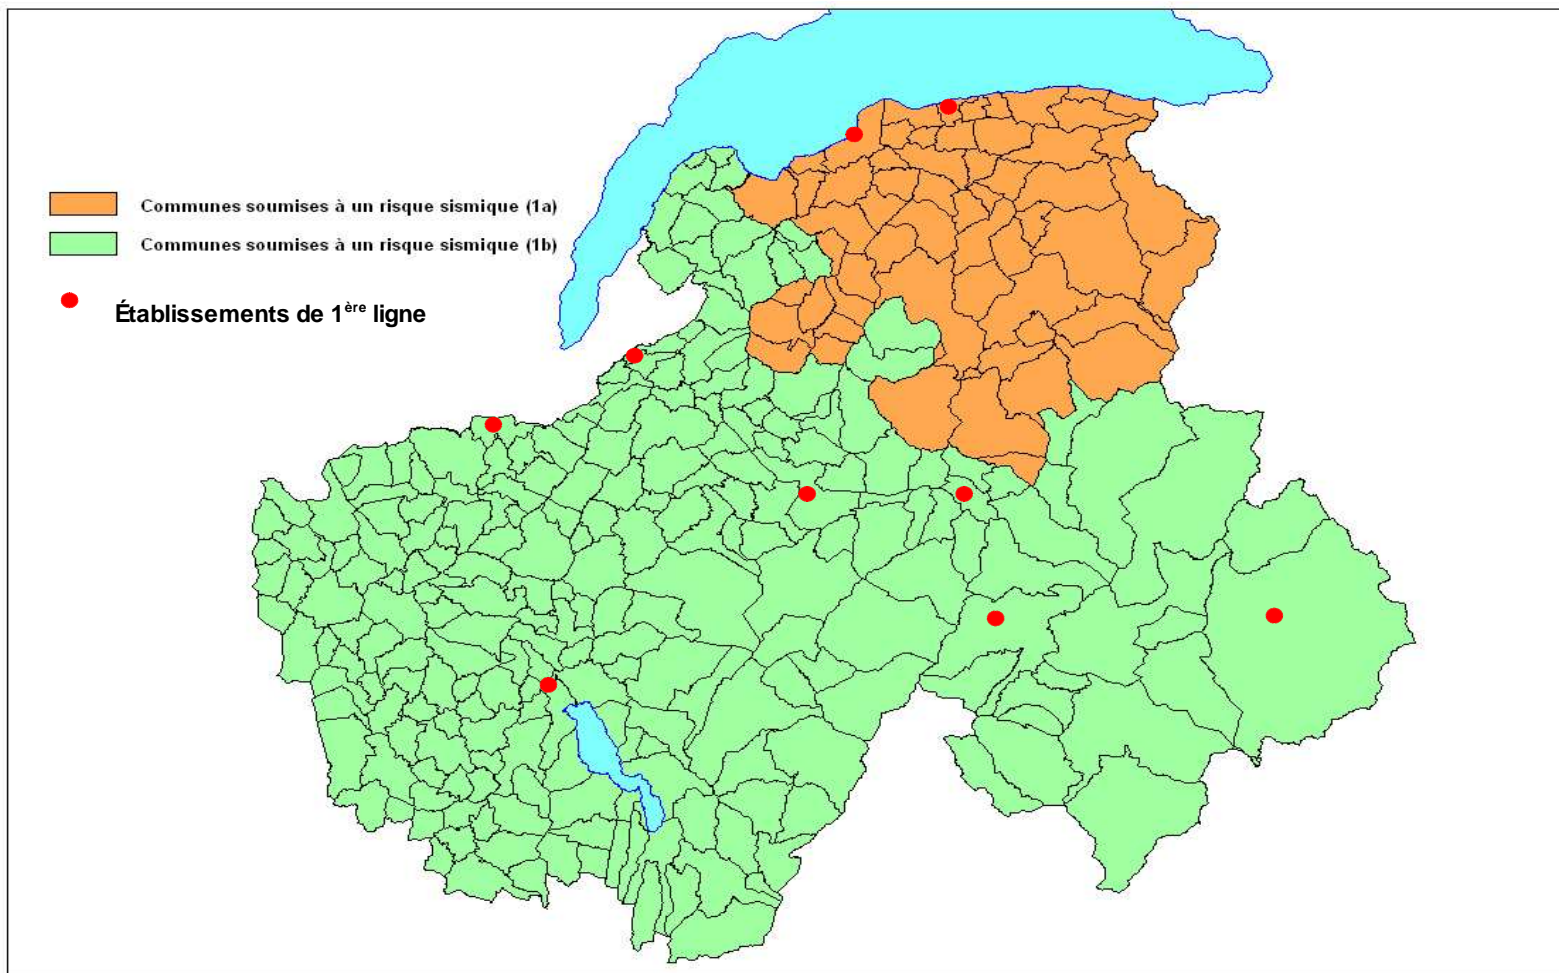 Communes soumises à un risque sismique (1a)
Communes soumises à un risque sismique (1b)
Établissements de 1ère ligne